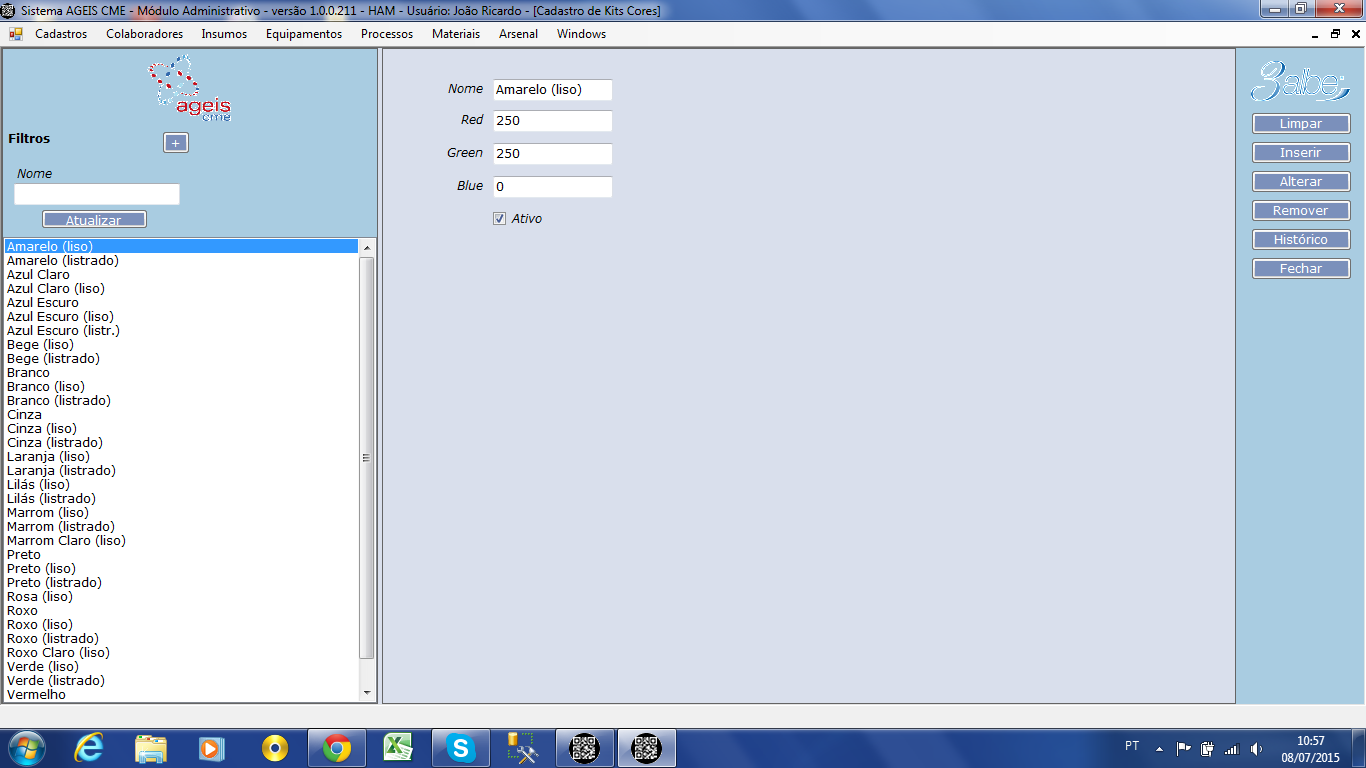 Sistema AGEIS CME - Módulo Administrativo - versão 1.0.0.211 - HAM - Usuário: João Ricardo - [Cadastro de Kits Cores]
Cadastros Colaboradores Insumos Equipamentos Processos Materiais Arsenal Windows
ageis
cme
Filtros
+
Nome
Atualizar
Amarelo (liso)
Amarelo (listrado)
Azul Claro
Azul Claro (liso)
Azul Escuro
Azul Escuro (liso)
Azul Escuro (listr.)
Bege (liso)
Bege (listrado)
Branco
Branco (liso)
Branco (listrado)
Cinza
Cinza (liso)
Cinza (listrado)
Laranja (liso)
Laranja (listrado)
Lilás (liso)
Lilás (listrado)
Marrom (liso)
Marrom (listrado)
Marrom Claro (liso)
Preto
Preto (liso)
Preto (listrado)
Rosa (liso)
Roxo
Roxo (liso)
Roxo (listrado)
Roxo Claro (liso)
Verde (liso)
Verde (listrado)
Vermelho
Nome Amarelo (liso)
Red 250
Green 250
Blue 0
Ativo
3albe
Limpar
Inserir
Alterar
Remover
Histórico
Fechar
PT
10:57
08/07/2015